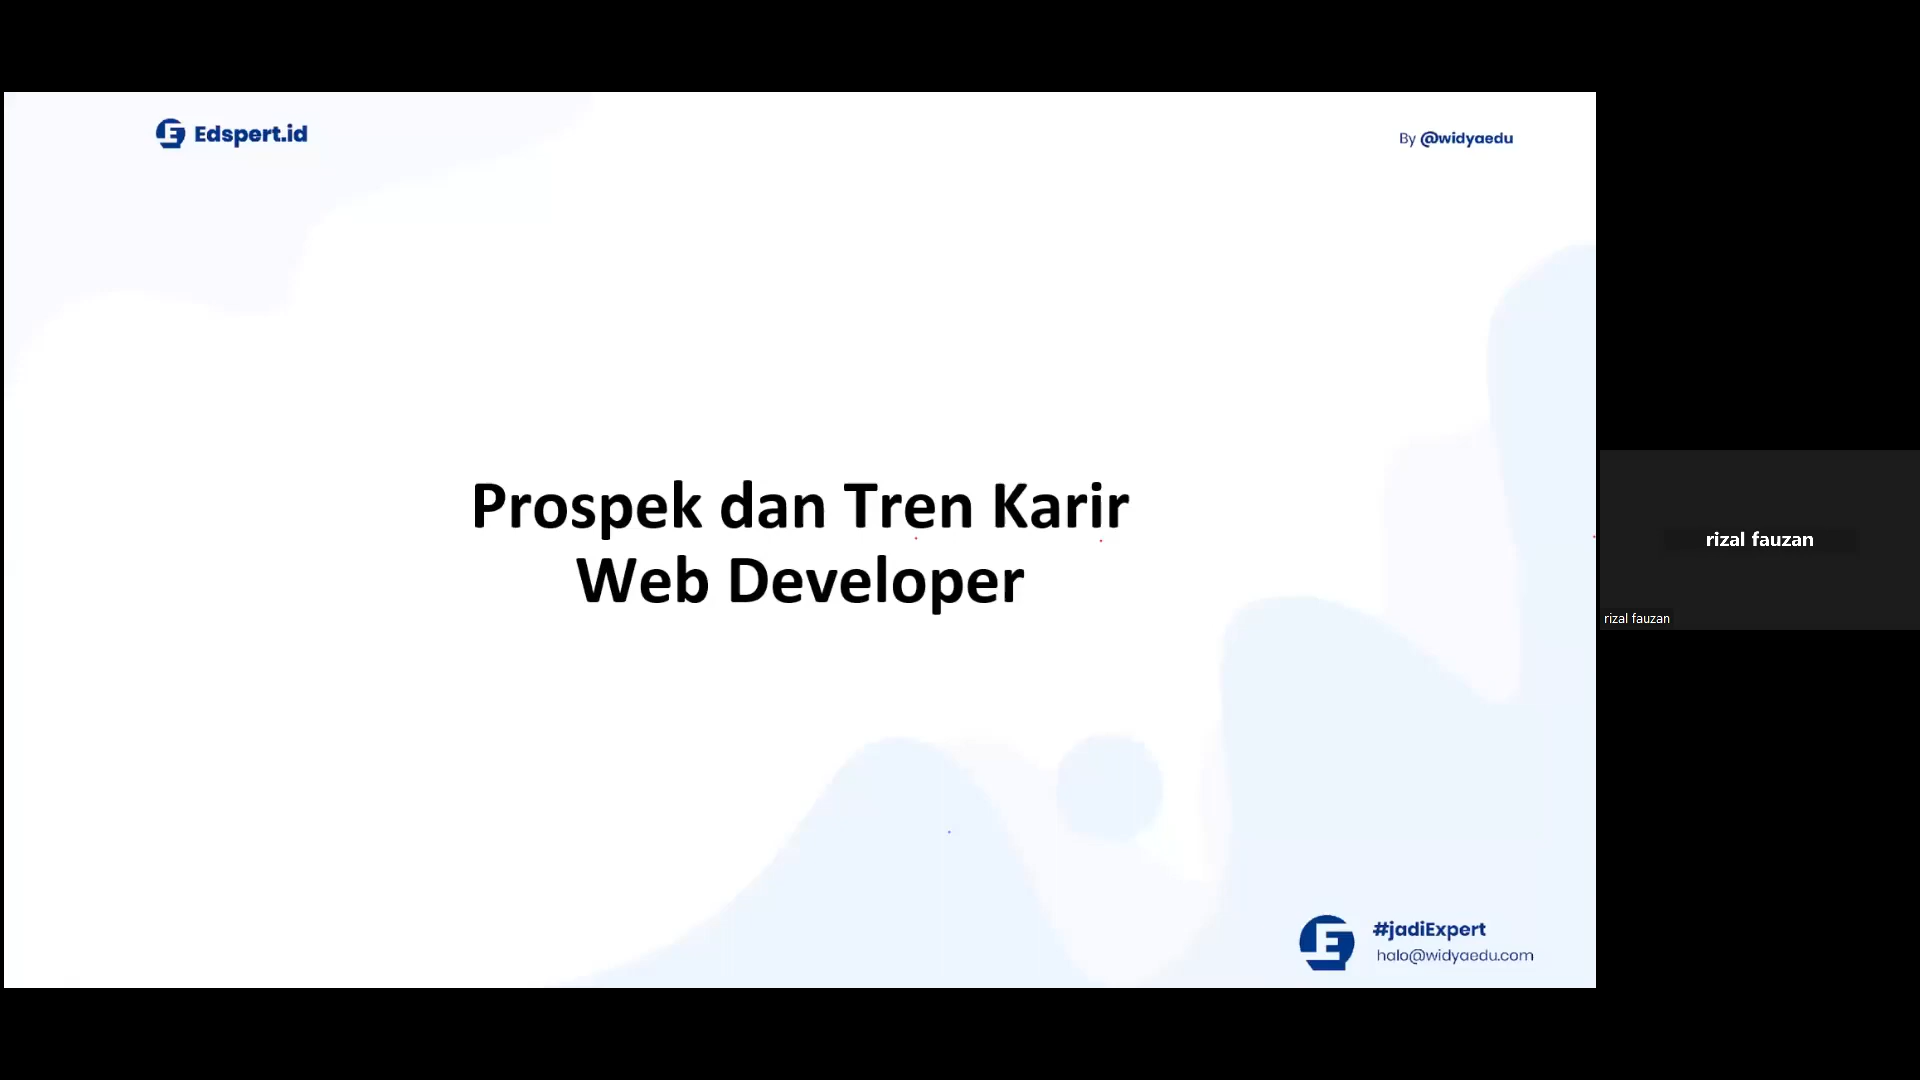 Edspert.id
By @widyaedu
Prospek dan Tren Karir
Web Developer
rizal fauzan
rizal fauzan
#jadiExpert
halo@widyaedu.com